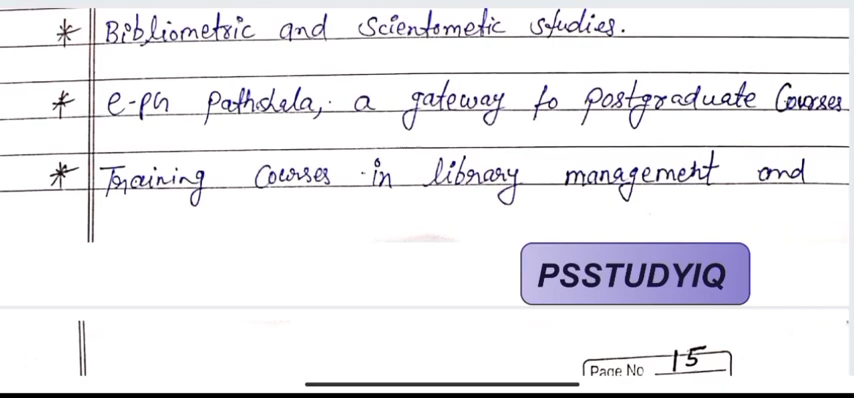 * Bibliometric and Scientometic studies.
* e-PG Pathshala, a gateway to postgraduate Courses
* Training Courses in library management and
PSSTUDYIQ
Page No 15